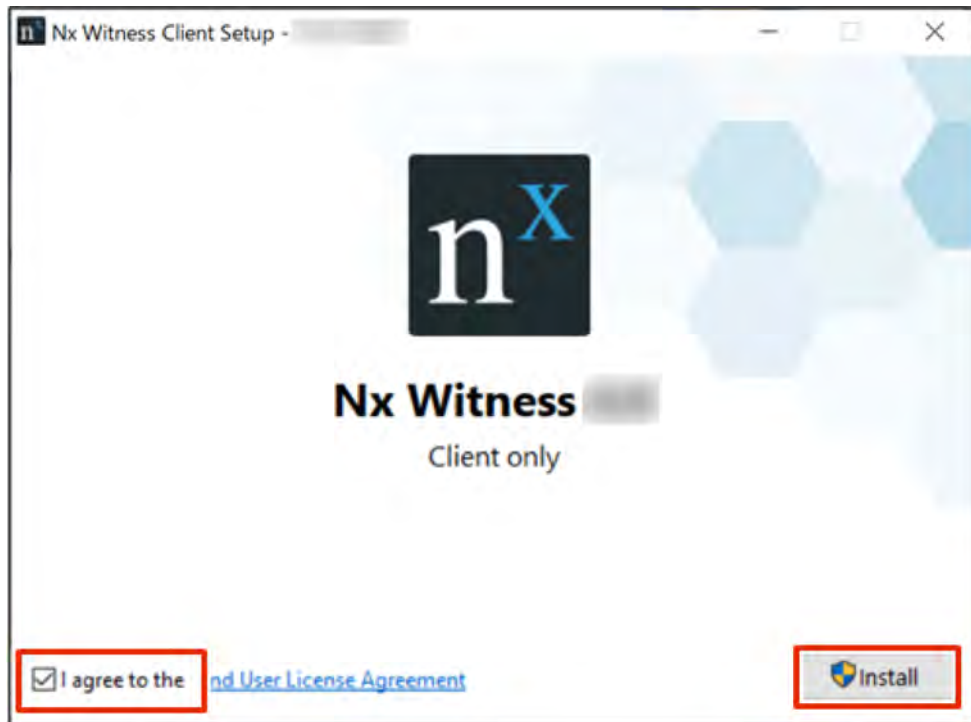 Nx Witness Client Setup -
nx
Nx Witness
Client only
I agree to the nd User License Agreement
Install